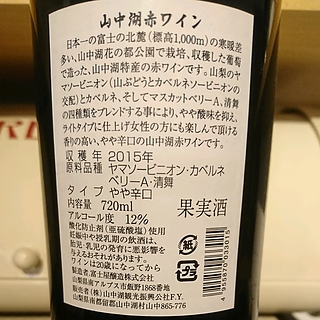 山中湖赤ワイン
日本一の富士の北麓(標高1,000m)の寒暖差
多い、山中湖花の都公園で栽培、収穫した葡萄
で造った、山中湖特産の赤ワインです。山梨のヤ
マソービニオン(山ぶどうとカベルネソービニオンの
交配)とカベルネ、そしてマスカットベリーA、清舞
の四種類をブレンドする事により、やや酸味を抑え、
ライトタイプに仕上げ女性の方にも楽しんで頂ける
香りの高い、やや辛口の山中湖赤ワインです。
収穫年 2015年
原料品種 ヤマソービニオン・カベルネ
ベリーA・清舞
タイプ やや辛口
内容量 720ml
アルコール度 12%
果実酒
酸化防止剤(亜硫酸塩)使用
妊娠中や授乳期の飲酒は、
胎児・乳児の発育に悪影響を
与えるおそれがあります。
ワインは20歳になってから
製造者:富士屋醸造株式会社
山梨県南アルプス市飯野1868番地
販売者(株)山中湖観光振興公社F.Y.
山梨県南都留郡山中湖村山中865-776
紙
プラ
4955870053015